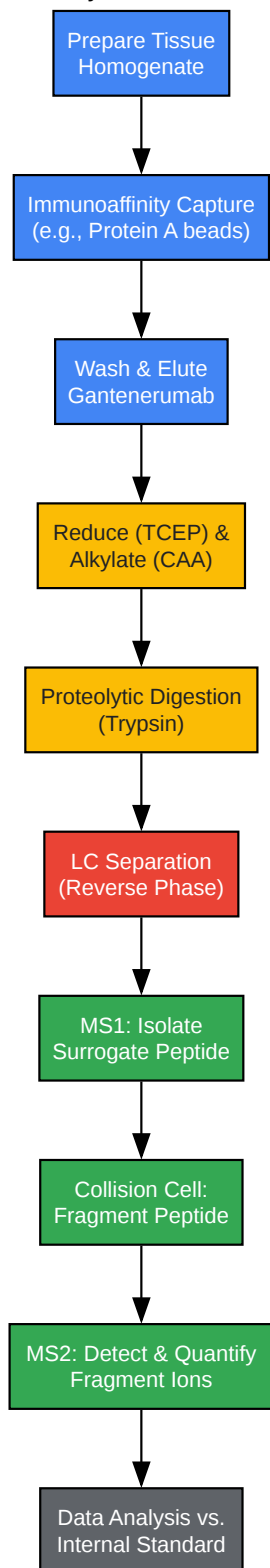 Prepare Tissue
Homogenate
Immunoaffinity Capture
(e.g., Protein A beads)
Wash & Elute
Gantenerumab
Reduce (TCEP) &
Alkylate (CAA)
Proteolytic Digestion
(Trypsin)
LC Separation
(Reverse Phase)
MS1: Isolate
Surrogate Peptide
Collision Cell:
Fragment Peptide
MS2: Detect & Quantify
Fragment Ions
Data Analysis vs.
Internal Standard